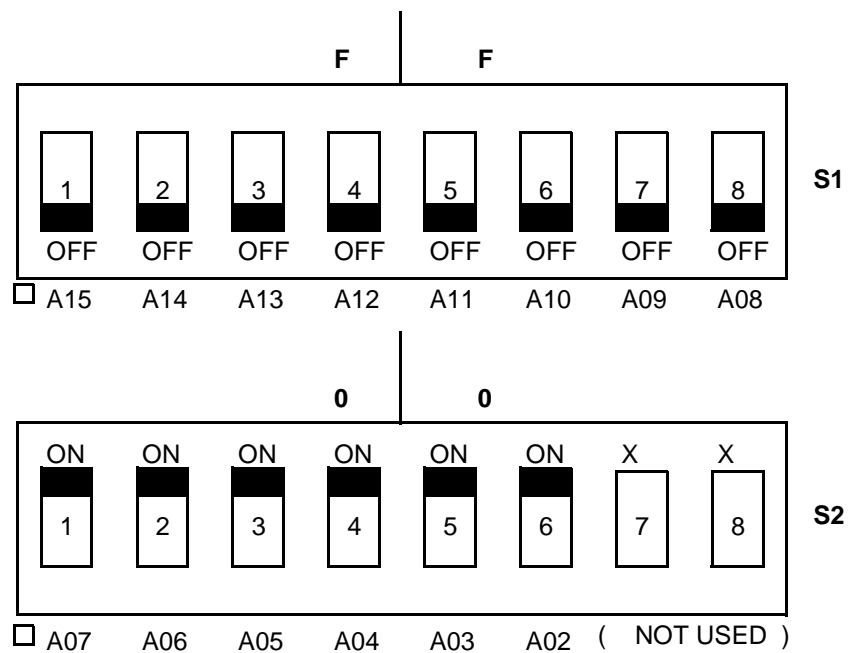 F F
1 2 3 4 5 6 7 8 S1
OFF OFF OFF OFF OFF OFF OFF OFF
A15 A14 A13 A12 A11 A10 A09 A08
0 0
ON ON ON ON ON ON X X
1 2 3 4 5 6 7 8 S2
A07 A06 A05 A04 A03 A02 ( NOT USED )